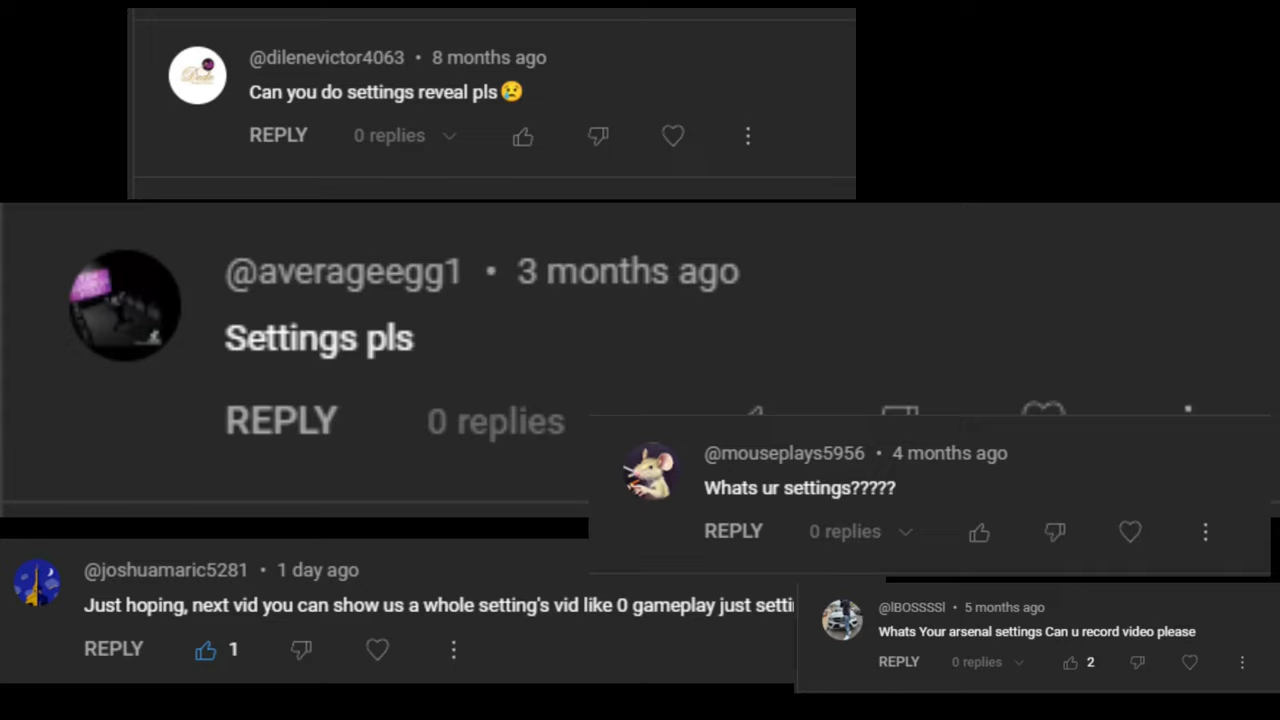 @dilenevictor4063 • 8 months ago
Can you do settings reveal pls😢
REPLY 0 replies
@averageegg1 • 3 months ago
Settings pls
REPLY 0 replies
@mouseplays5956 • 4 months ago
Whats ur settings?????
REPLY 0 replies
@joshuamaric5281 • 1 day ago
Just hoping, next vid you can show us a whole setting's vid like 0 gameplay just setti
REPLY 1
@lBOSSSSl • 5 months ago
Whats Your arsenal settings Can u record video please
REPLY 0 replies 2